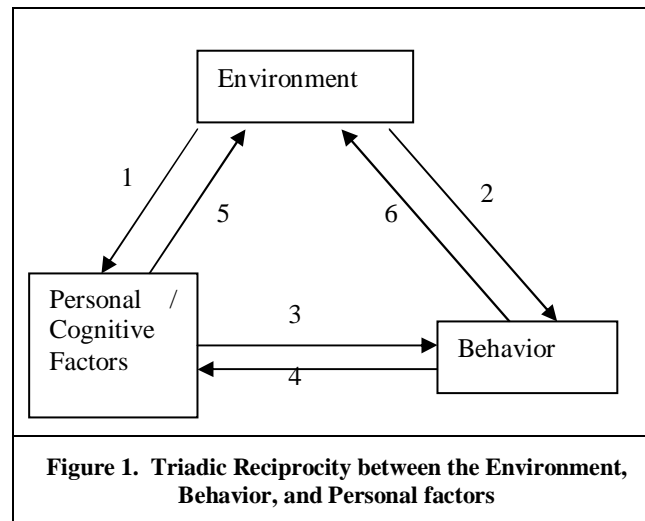 Environment
1
5
6
2
Personal /
Cognitive
Factors
3
4
Behavior
Figure 1. Triadic Reciprocity between the Environment,
Behavior, and Personal factors